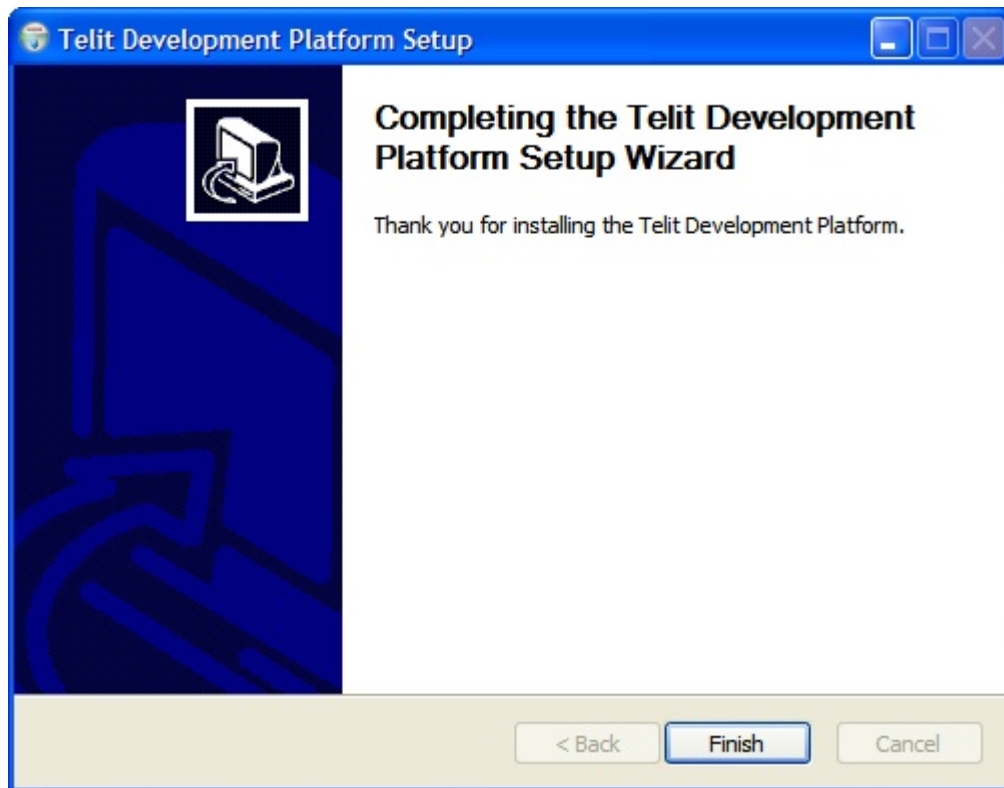 Telit Development Platform Setup
Completing the Telit Development
Platform Setup Wizard
Thank you for installing the Telit Development Platform.
< Back Finish Cancel